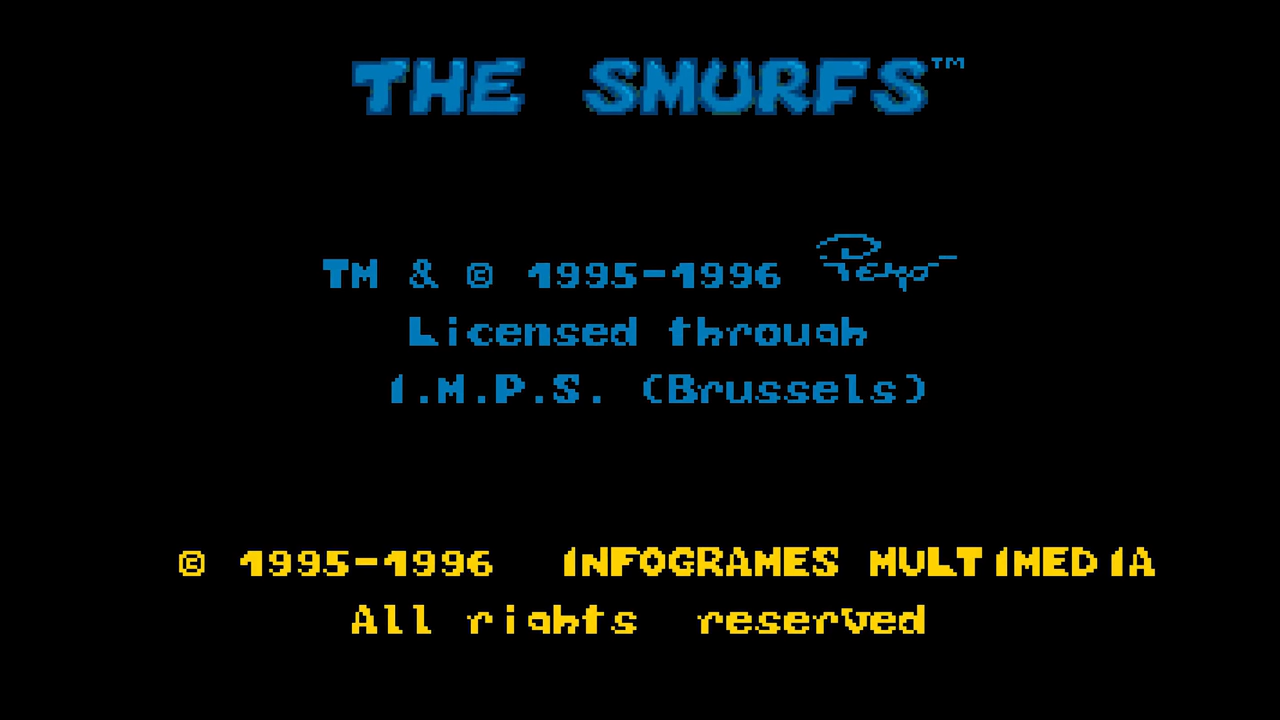 THE SMURFS™
TM & © 1995-1996 Peyo
Licensed through
I.M.P.S. (Brussels)
© 1995-1996 INFOGRAMES MULTIMEDIA
All rights reserved